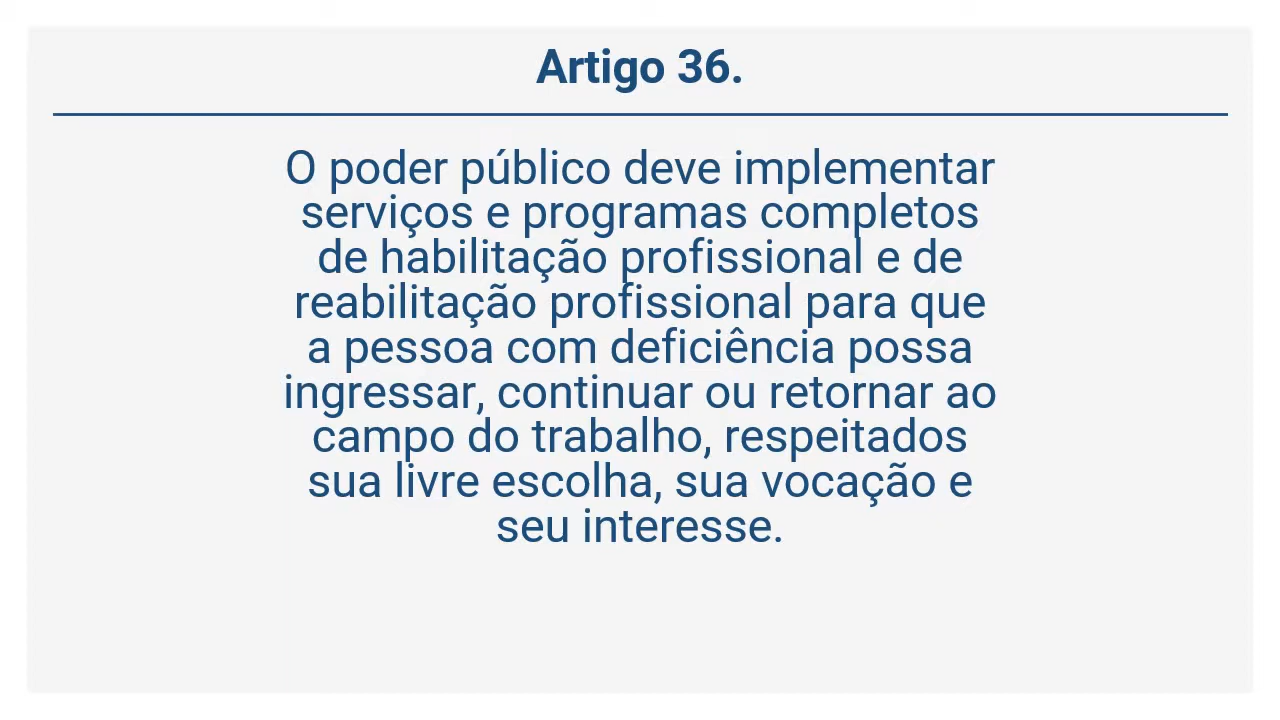 Artigo 36.
O poder público deve implementar
serviços e programas completos
de habilitação profissional e de
reabilitação profissional para que
a pessoa com deficiência possa
ingressar, continuar ou retornar ao
campo do trabalho, respeitados
sua livre escolha, sua vocação e
seu interesse.